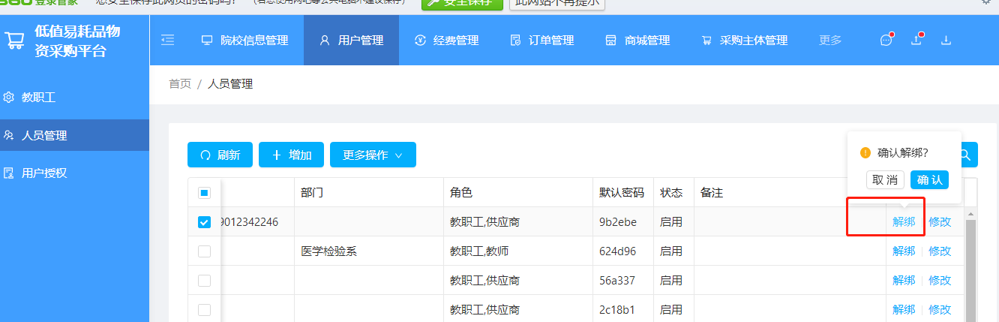 360 登录管家 您要安全保存此网页的密码吗？ （若您使用网吧等公共电脑不建议保存） 安全保存 此网站不再提示
低值易耗品物
资采购平台
院校信息管理 用户管理 经费管理 订单管理 商城管理 采购主体管理 更多
首页 / 人员管理
教职工
人员管理
用户授权
刷新 增加 更多操作
确认解绑?
取 消 确 认
部门 角色 默认密码 状态 备注
9012342246 教职工,供应商 9b2ebe 启用 解绑 修改
医学检验系 教职工,教师 624d96 启用 解绑 修改
教职工,供应商 56a337 启用 解绑 修改
教职工,供应商 2c18b1 启用 解绑 修改